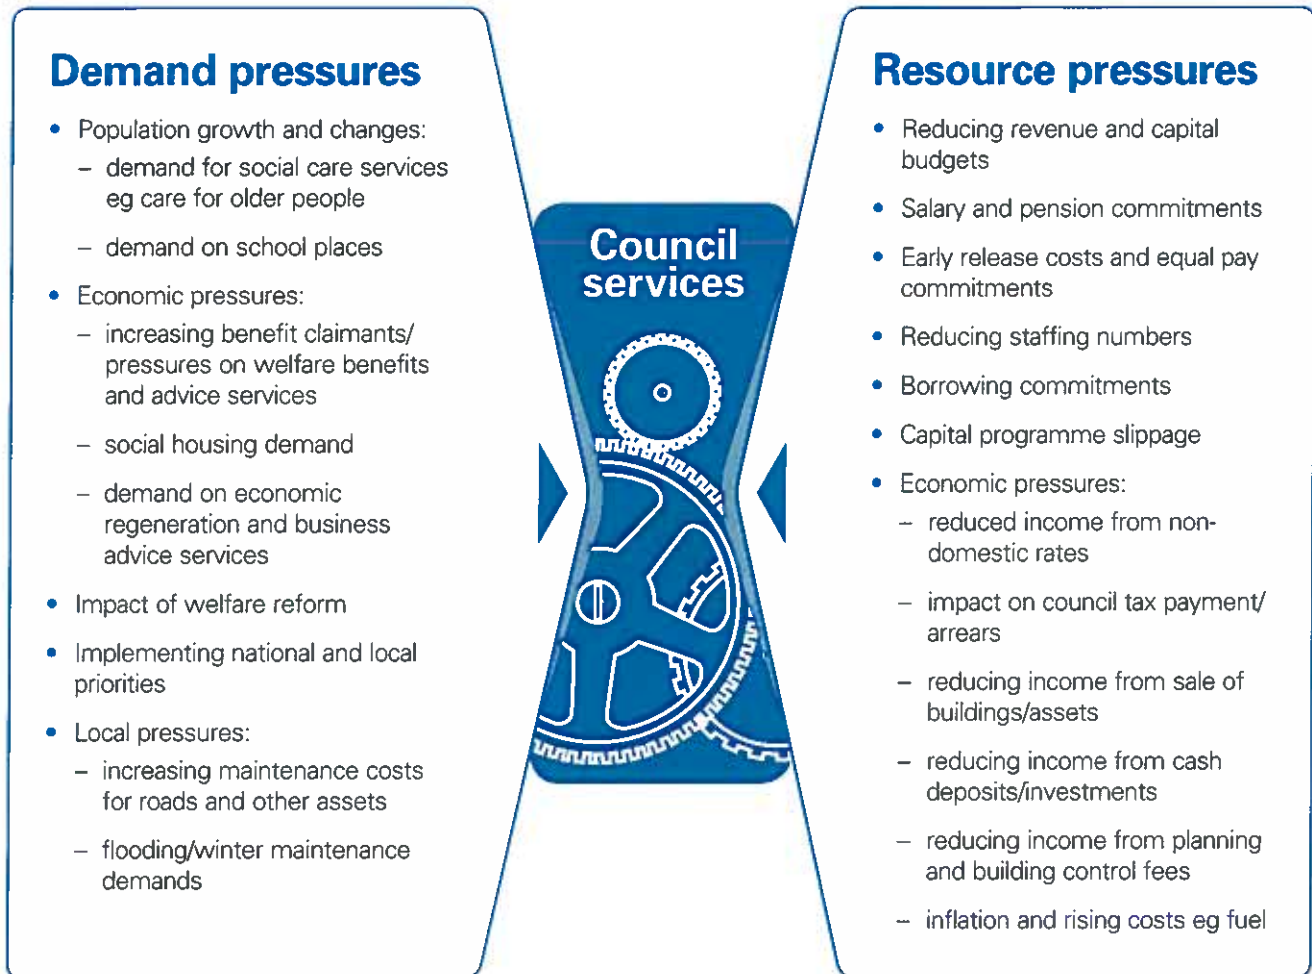 Demand pressures
• Population growth and changes:
– demand for social care services
eg care for older people
– demand on school places
• Economic pressures:
– increasing benefit claimants/
pressures on welfare benefits
and advice services
– social housing demand
– demand on economic
regeneration and business
advice services
• Impact of welfare reform
• Implementing national and local
priorities
• Local pressures:
– increasing maintenance costs
for roads and other assets
– flooding/winter maintenance
demands
Council
services
Resource pressures
• Reducing revenue and capital
budgets
• Salary and pension commitments
• Early release costs and equal pay
commitments
• Reducing staffing numbers
• Borrowing commitments
• Capital programme slippage
• Economic pressures:
– reduced income from non-
domestic rates
– impact on council tax payment/
arrears
– reducing income from sale of
buildings/assets
– reducing income from cash
deposits/investments
– reducing income from planning
and building control fees
– inflation and rising costs eg fuel